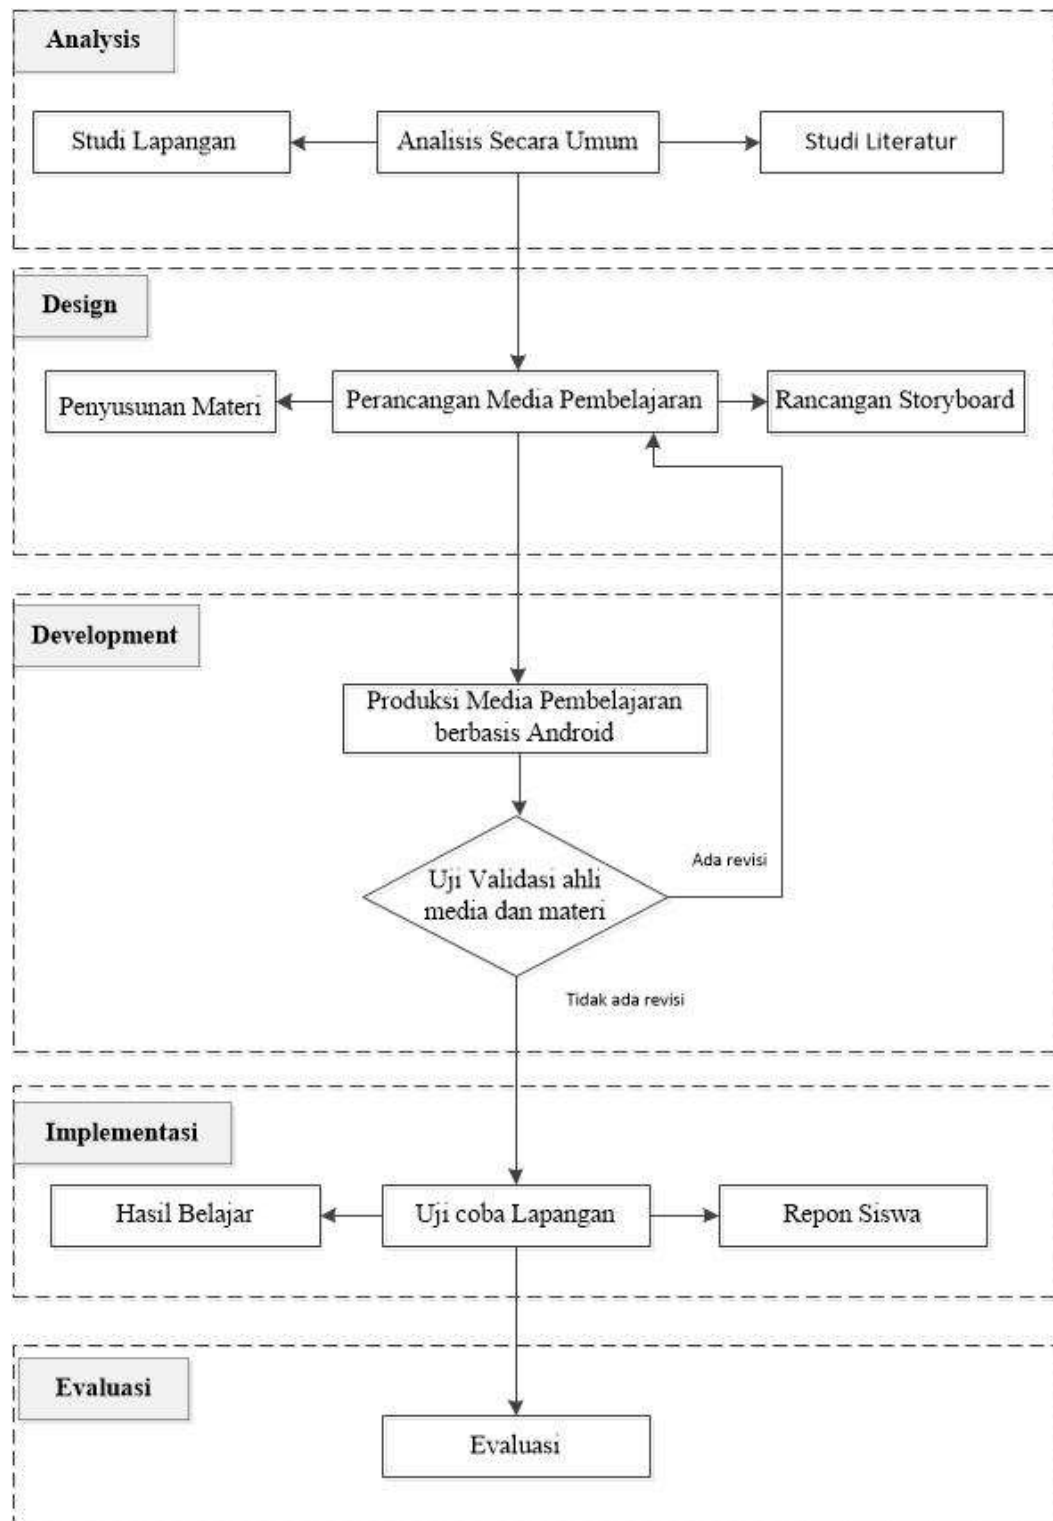 Analysis
Studi Lapangan
Analisis Secara Umum
Studi Literatur
Design
Penyusunan Materi
Perancangan Media Pembelajaran
Rancangan Storyboard
Development
Produksi Media Pembelajaran
berbasis Android
Uji Validasi ahli
media dan materi
Ada revisi
Tidak ada revisi
Implementasi
Hasil Belajar
Uji coba Lapangan
Repon Siswa
Evaluasi
Evaluasi